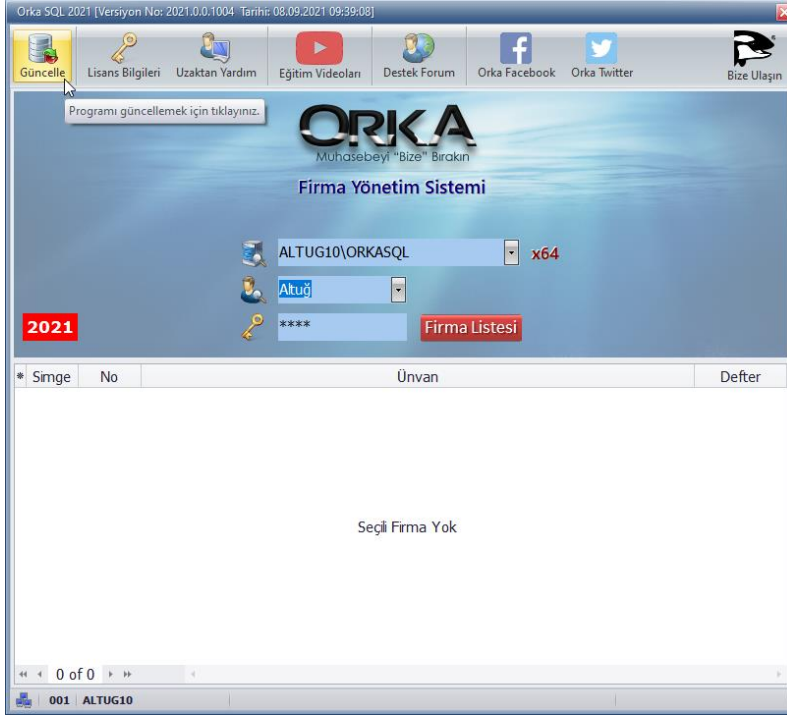 Orka SQL 2021 [Versiyon No: 2021.0.0.1004 Tarihi: 08.09.2021 09:39:08]
Güncelle Lisans Bilgileri Uzaktan Yardım Eğitim Videoları Destek Forum Orka Facebook Orka Twitter Bize Ulaşın
Programı güncellemek için tıklayınız.
ORKA
Muhasebeyi "Bize" Bırakın
Firma Yönetim Sistemi
ALTUG10\ORKASQL x64
Altuğ
2021 **** Firma Listesi
* Simge No Ünvan Defter
Seçili Firma Yok
0 of 0
001 ALTUG10